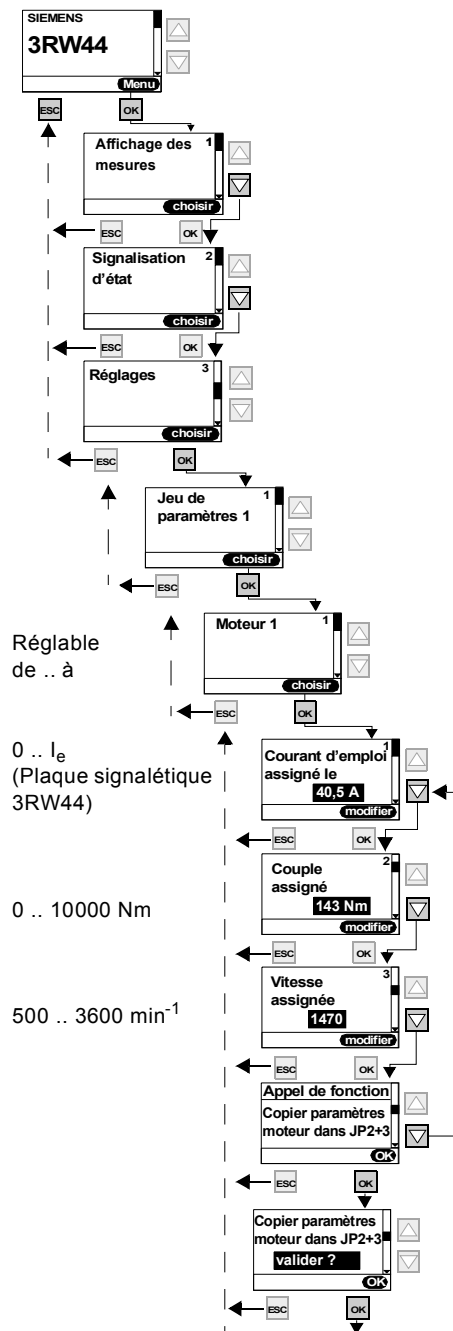 SIEMENS
3RW44
Menu
ESC
OK
Affichage des
mesures
1
choisir
ESC
OK
Signalisation
d'état
2
choisir
ESC
OK
Réglages
3
choisir
ESC
OK
Jeu de
paramètres 1
1
choisir
ESC
OK
Réglable
de .. à
Moteur 1
1
choisir
ESC
OK
0 .. Ie
(Plaque signalétique
3RW44)
Courant d'emploi
assigné le
1
40,5 A
modifier
ESC
OK
0 .. 10000 Nm
Couple
assigné
2
143 Nm
modifier
ESC
OK
500 .. 3600 min-1
Vitesse
assignée
3
1470
modifier
ESC
OK
Appel de fonction
Copier paramètres
moteur dans JP2+3
OK
ESC
OK
Copier paramètres
moteur dans JP2+3
valider ?
OK
ESC
OK